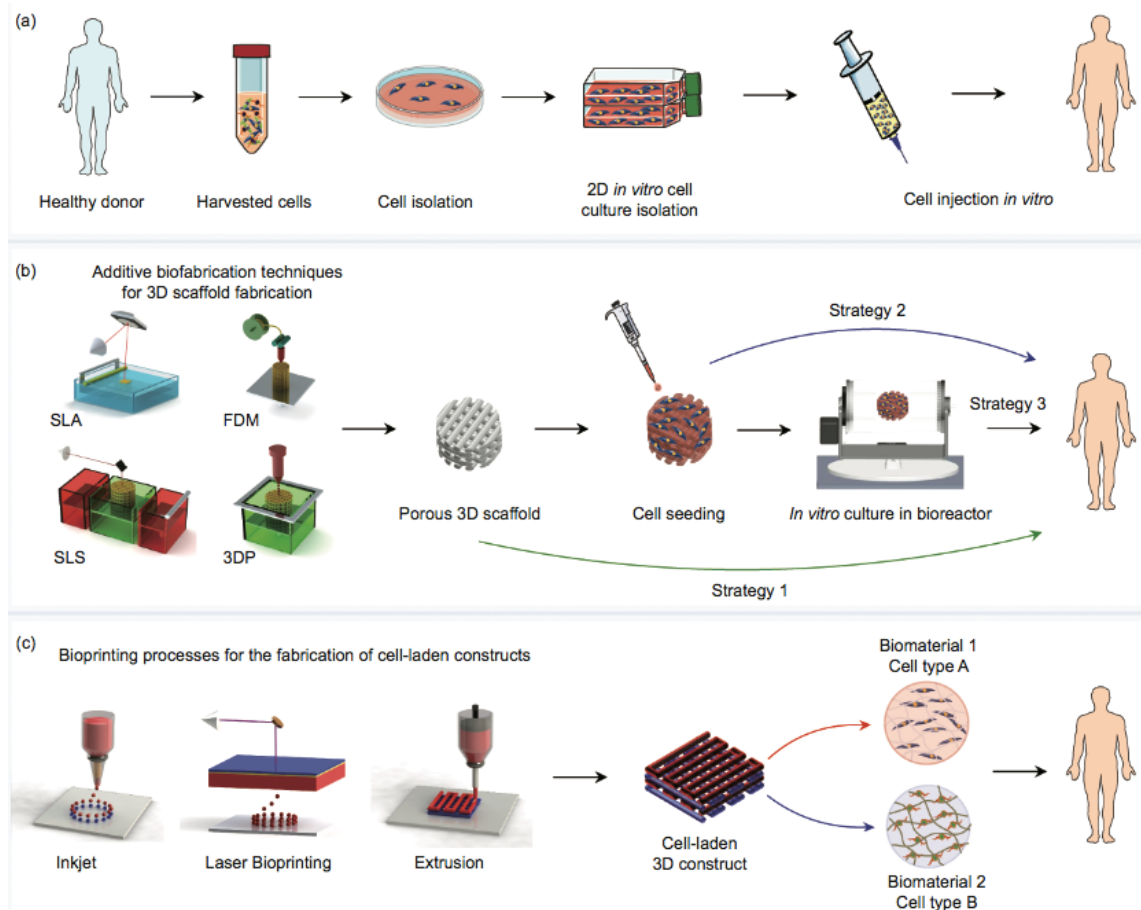 (a)
Healthy donor
Harvested cells
Cell isolation
2D in vitro cell
culture isolation
Cell injection in vitro
(b)
Additive biofabrication techniques
for 3D scaffold fabrication
SLA
FDM
SLS
3DP
Porous 3D scaffold
Cell seeding
In vitro culture in bioreactor
Strategy 2
Strategy 3
Strategy 1
(c)
Bioprinting processes for the fabrication of cell-laden constructs
Inkjet
Laser Bioprinting
Extrusion
Cell-laden
3D construct
Biomaterial 1
Cell type A
Biomaterial 2
Cell type B